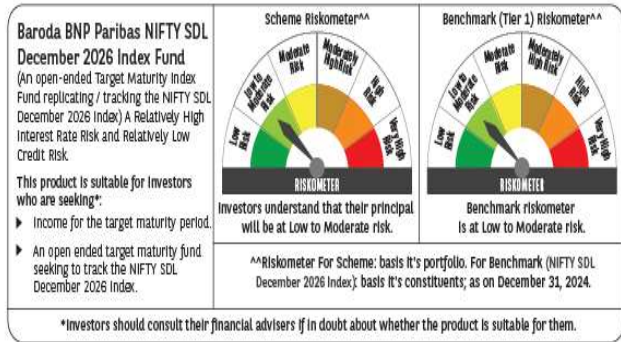 Baroda BNP Paribas NIFTY SDL
December 2026 Index Fund
(An open-ended Target Maturity Index
Fund replicating / tracking the NIFTY SDL
December 2026 Index) A Relatively High
Interest Rate Risk and Relatively Low
Credit Risk.
This product is suitable for investors
who are seeking*:
Income for the target maturity period.
An open ended target maturity fund
seeking to track the NIFTY SDL
December 2026 Index.
Scheme Riskometer^^
Low
Risk
Low to
Moderate
Risk
Moderate
Risk
Moderately
High Risk
High
Risk
Very High
Risk
RISKOMETER
Investors understand that their principal
will be at Low to Moderate risk.
Benchmark (Tier 1) Riskometer^^
Low
Risk
Low to
Moderate
Risk
Moderate
Risk
Moderately
High Risk
High
Risk
Very High
Risk
RISKOMETER
Benchmark riskometer
is at Low to Moderate risk.
^^Riskometer For Scheme: basis it's portfolio. For Benchmark (NIFTY SDL
December 2026 Index): basis it's constituents; as on December 31, 2024.
*Investors should consult their financial advisers if in doubt about whether the product is suitable for them.